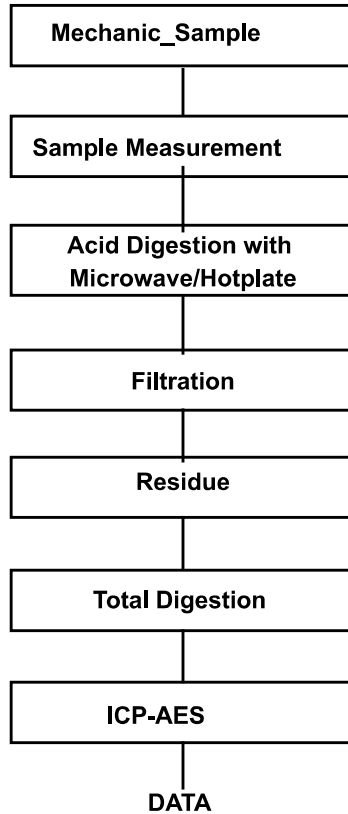 Mechanic_Sample
Sample Measurement
Acid Digestion with
Microwave/Hotplate
Filtration
Residue
Total Digestion
ICP-AES
DATA